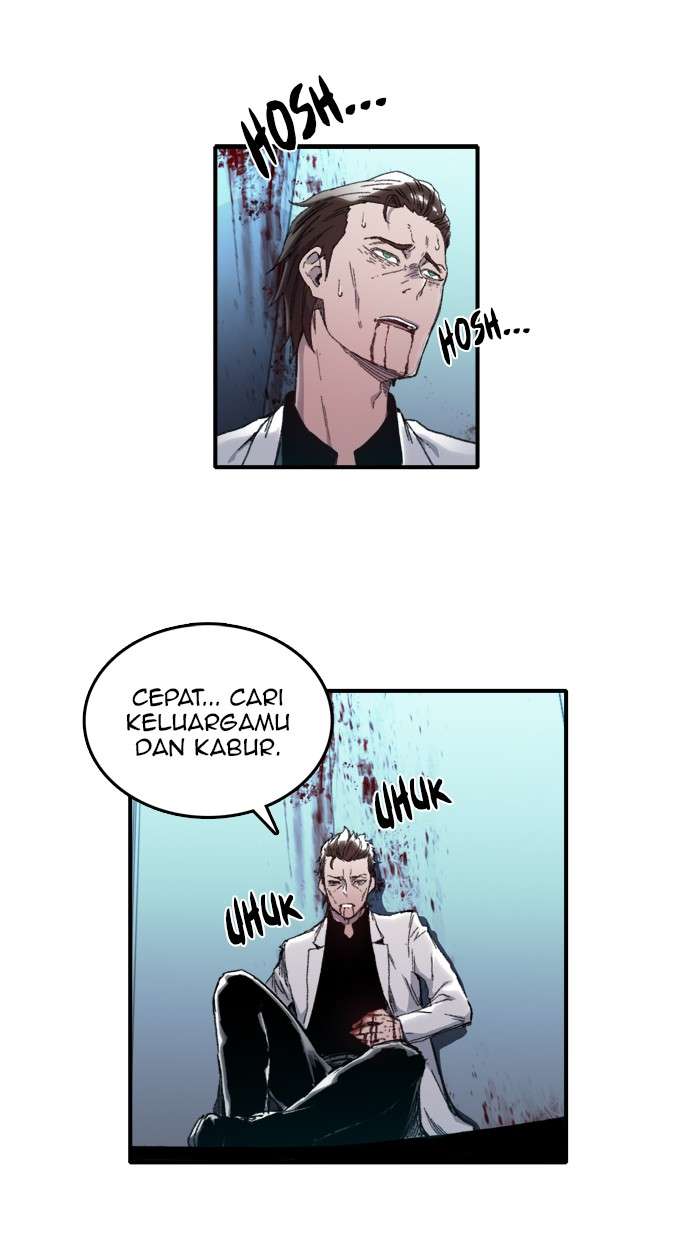 HOSH...
HOSH...
CEPAT... CARI
KELUARGAMU
DAN KABUR.
UHUK
UHUK